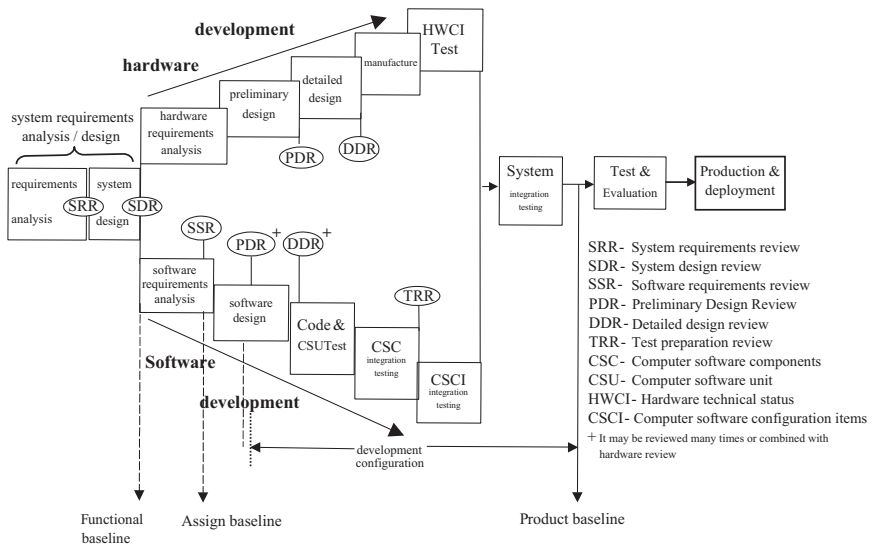 development
hardware
HWCI
Test
manufacture
detailed
design
preliminary
design
hardware
requirements
analysis
PDR
DDR
system requirements
analysis / design
requirements
analysis
SRR
system
design
SDR
System
integration
testing
Test &
Evaluation
Production &
deployment
SSR
PDR+
DDR+
TRR
software
requirements
analysis
software
design
Code &
CSUTest
CSC
integration
testing
CSCI
integration
testing
Software
development
development
configuration
Functional
baseline
Assign baseline
Product baseline
SRR- System requirements review
SDR- System design review
SSR- Software requirements review
PDR- Preliminary Design Review
DDR- Detailed design review
TRR- Test preparation review
CSC- Computer software components
CSU- Computer software unit
HWCI- Hardware technical status
CSCI- Computer software configuration items
+ It may be reviewed many times or combined with
hardware review